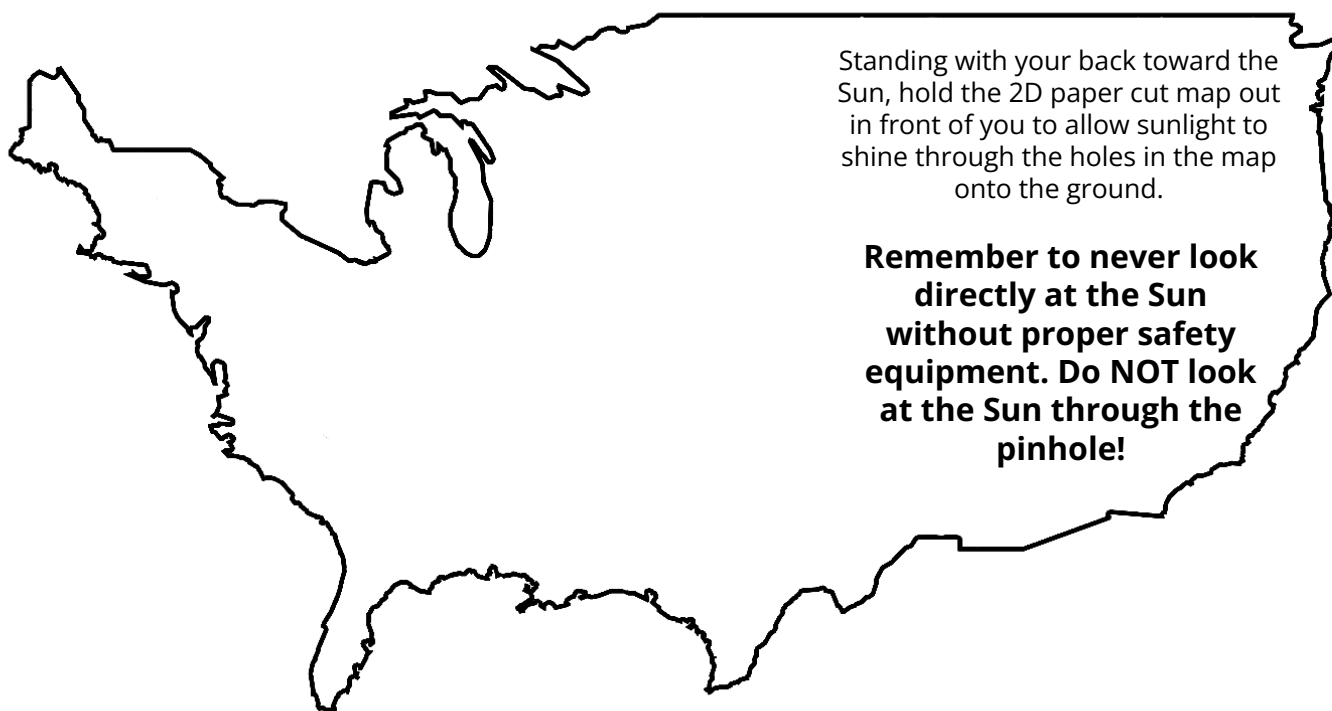 Standing with your back toward the
Sun, hold the 2D paper cut map out
in front of you to allow sunlight to
shine through the holes in the map
onto the ground.
Remember to never look
directly at the Sun
without proper safety
equipment. Do NOT look
at the Sun through the
pinhole!